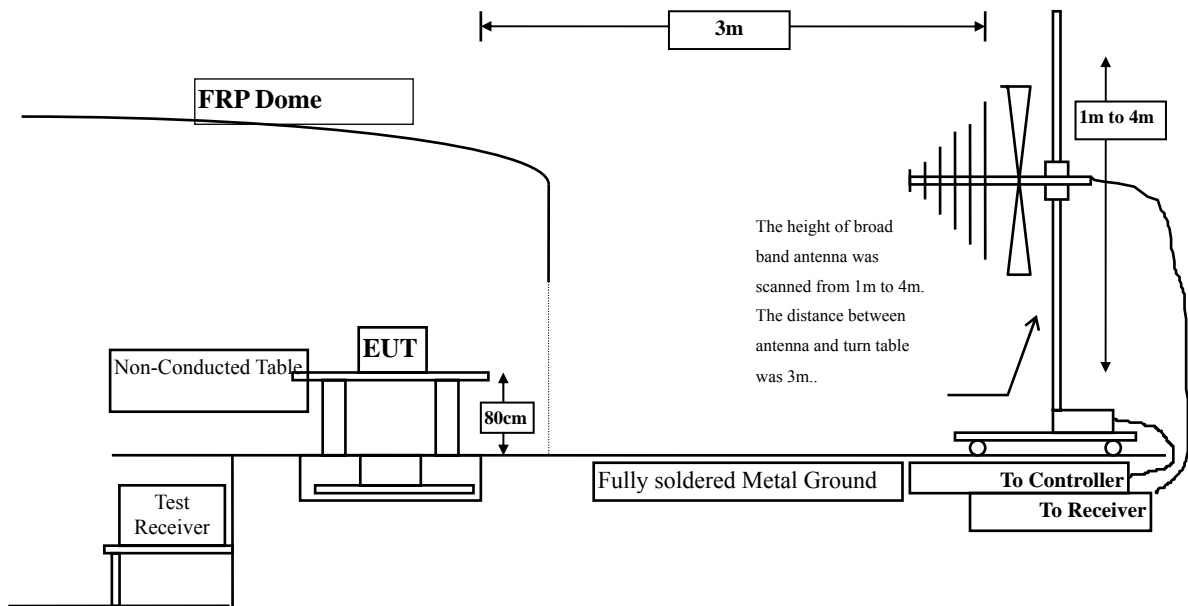 3m
FRP Dome
1m to 4m
The height of broad
band antenna was
scanned from 1m to 4m.
The distance between
antenna and turn table
was 3m..
EUT
Non-Conducted Table
80cm
Fully soldered Metal Ground
To Controller
To Receiver
Test
Receiver